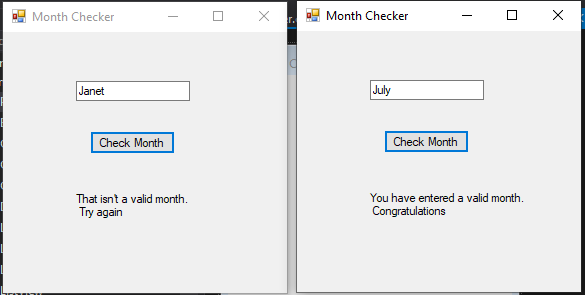 Month Checker
Janet
Check Month
That isn't a valid month.
Try again
Month Checker
July
Check Month
You have entered a valid month.
Congratulations